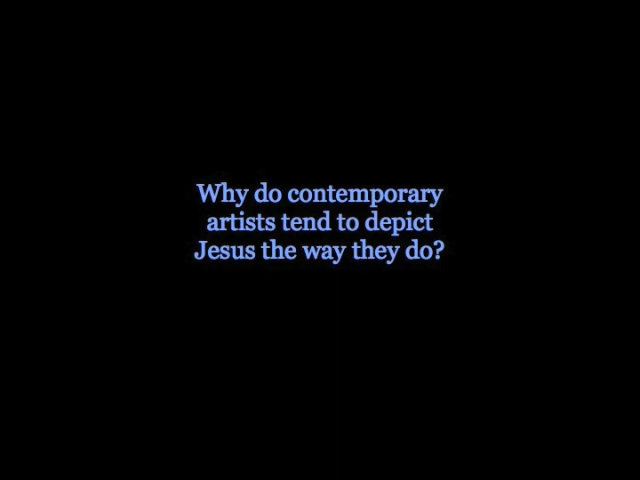 Why do contemporary
artists tend to depict
Jesus the way they do?